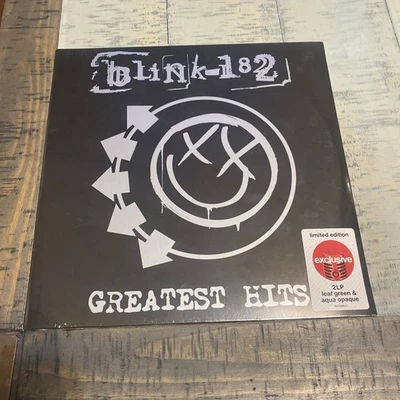 blink-182
limited edition
exclusive
2LP
leaf green &
aqua opaque
GREATEST HITS